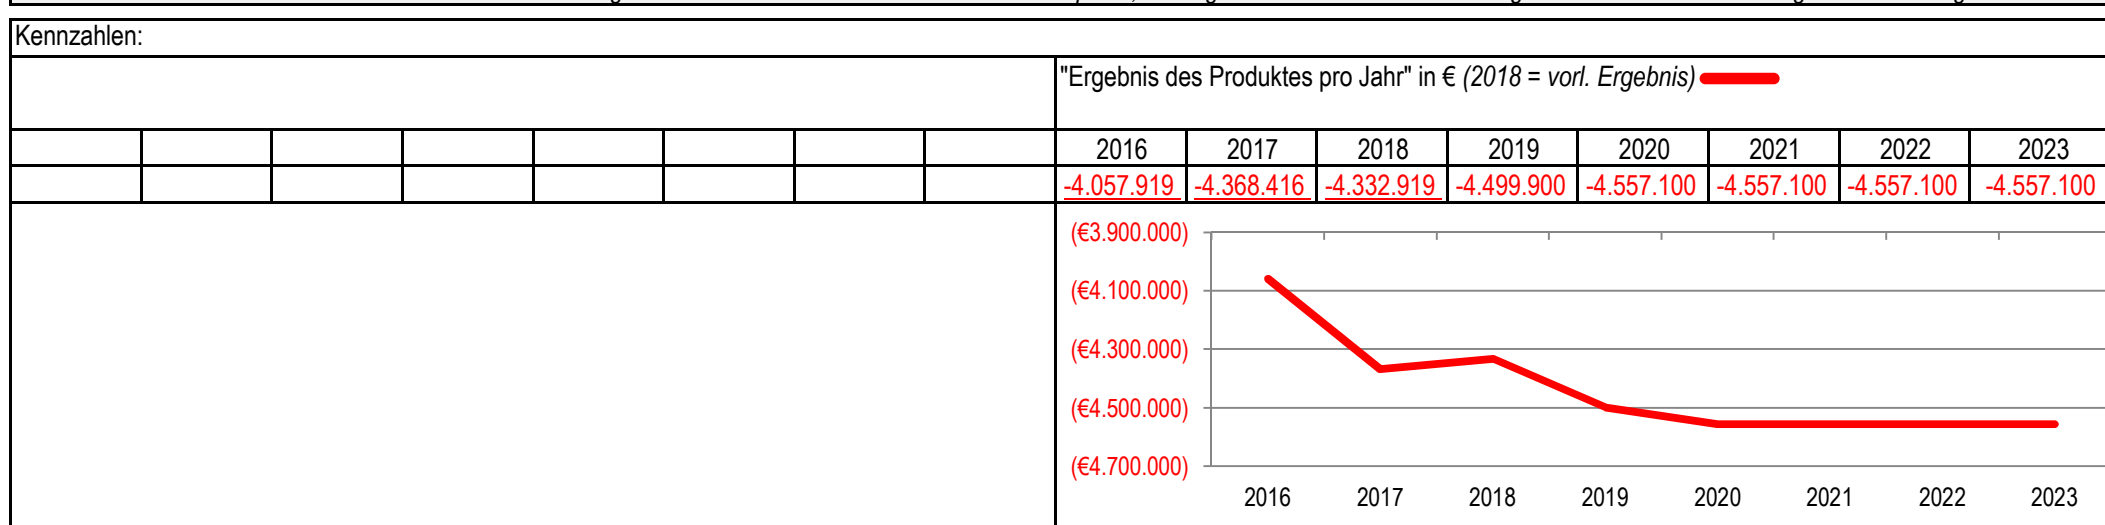 Kennzahlen:
"Ergebnis des Produktes pro Jahr" in € (2018 = vorl. Ergebnis)
2016 2017 2018 2019 2020 2021 2022 2023
-4.057.919 -4.368.416 -4.332.919 -4.499.900 -4.557.100 -4.557.100 -4.557.100 -4.557.100
(€3.900.000)
(€4.100.000)
(€4.300.000)
(€4.500.000)
(€4.700.000)
2016 2017 2018 2019 2020 2021 2022 2023